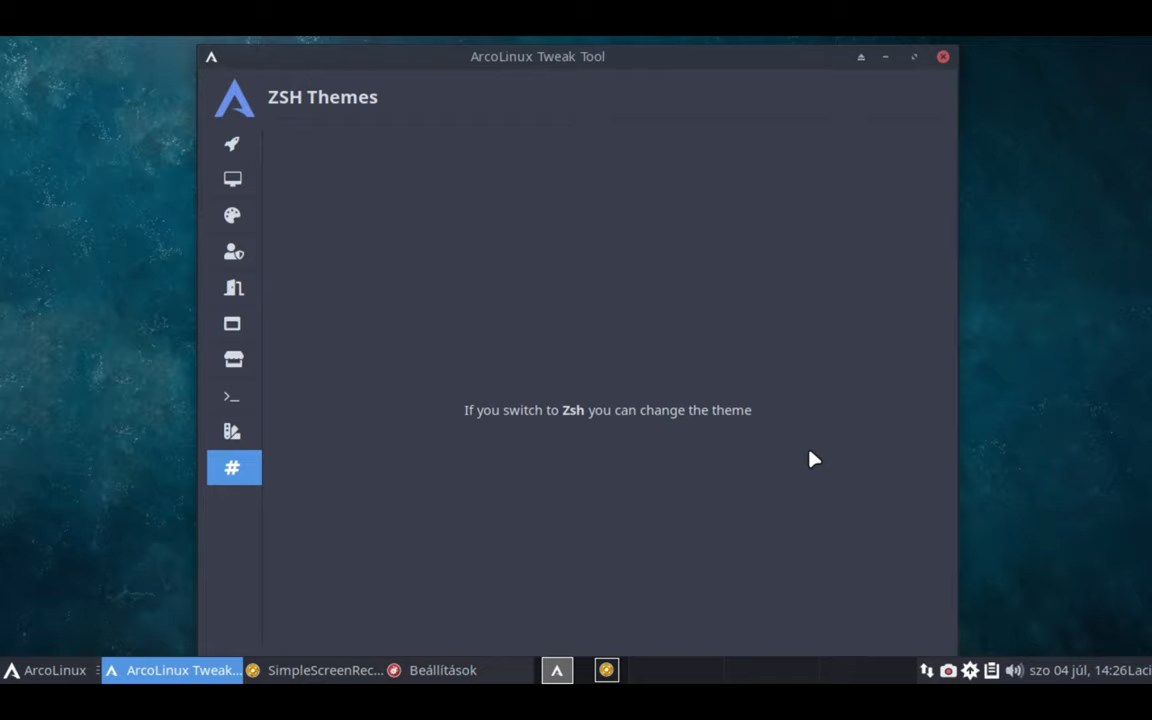 ArcoLinux Tweak Tool
ZSH Themes
>_
#
If you switch to Zsh you can change the theme
ArcoLinux
ArcoLinux Tweak...
SimpleScreenRec...
Beállítások
szo 04 júl, 14:26
Laci